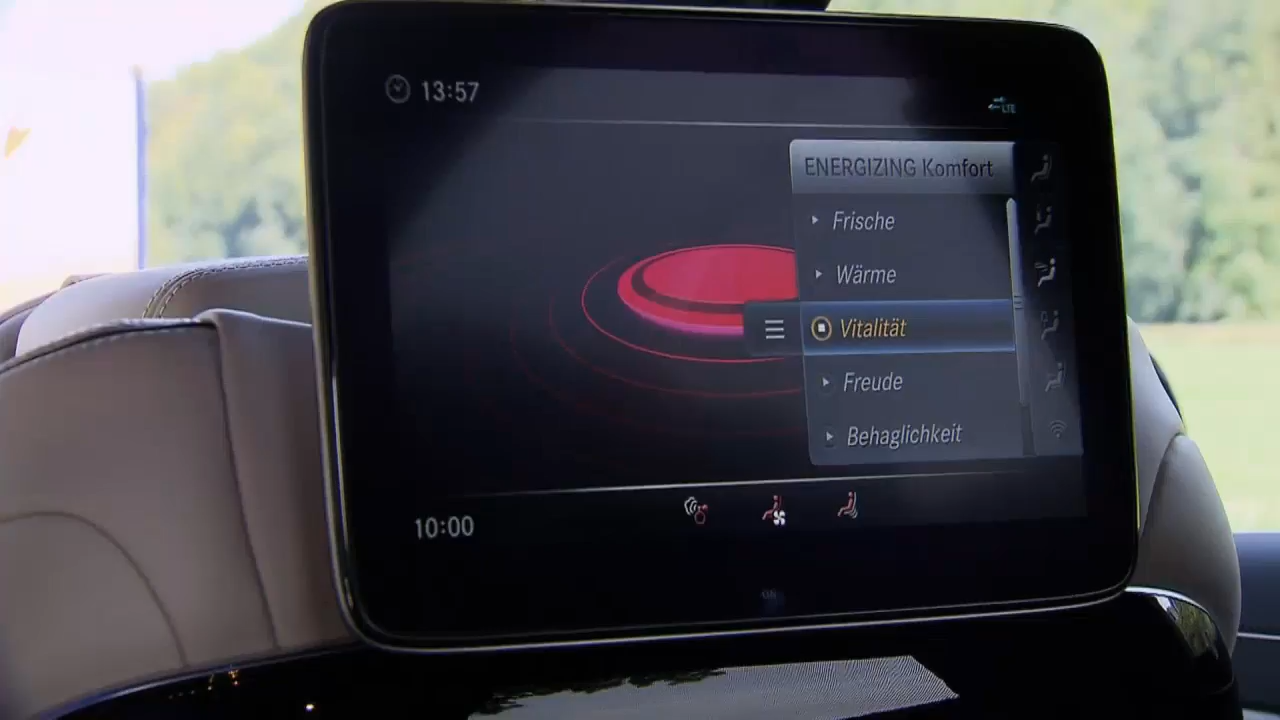 13:57
LTE
ENERGIZING Komfort
Frische
Wärme
Vitalität
Freude
Behaglichkeit
10:00